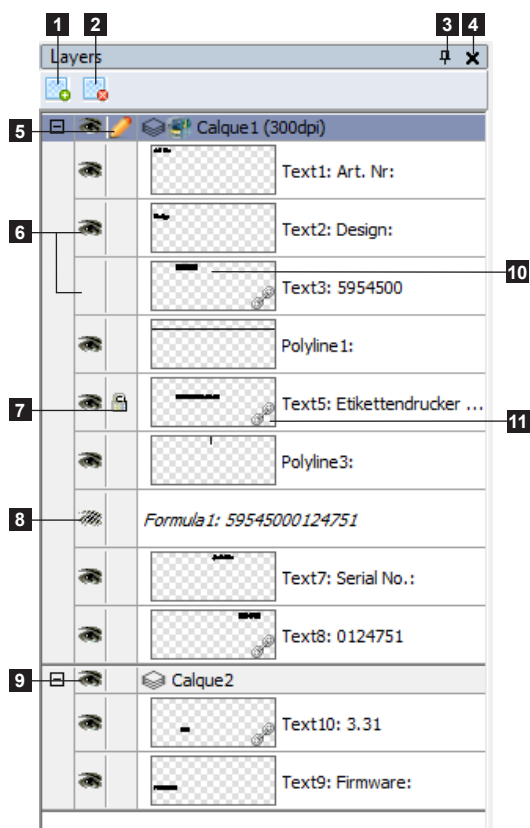 1 2 3 4
Layers
5 Calque1 (300dpi)
Text1: Art. Nr:
6 Text2: Design:
10
Text3: 5954500
Polyline1:
7 Text5: Etikettendrucker ...
11
Polyline3:
8 Formula1: 59545000124751
Text7: Serial No.:
Text8: 0124751
9 Calque2
Text10: 3.31
Text9: Firmware: